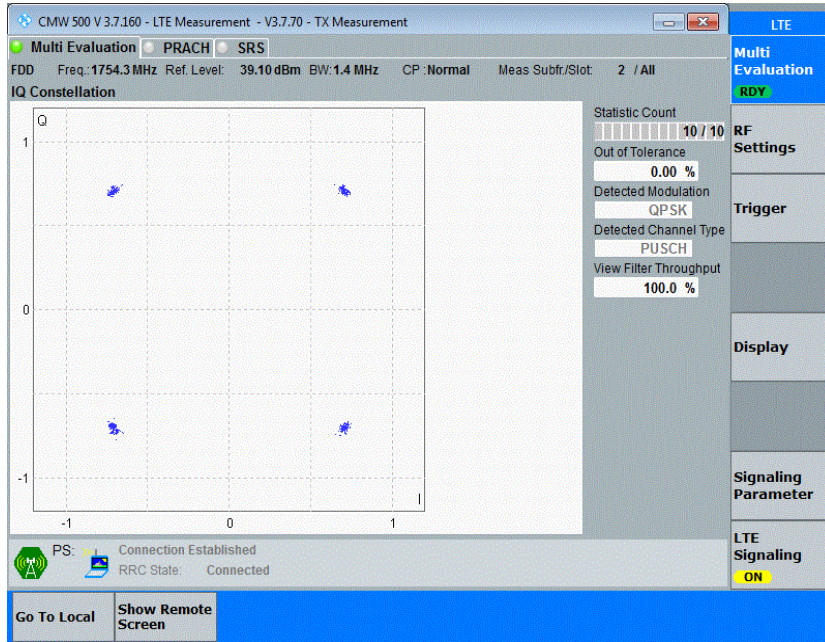 CMW 500 V 3.7.160 - LTE Measurement - V3.7.70 - TX Measurement
LTE
Multi Evaluation PRACH SRS
FDD Freq.: 1754.3 MHz Ref. Level: 39.10 dBm BW: 1.4 MHz CP : Normal Meas Subfr./Slot: 2 / All
IQ Constellation
Q
1
0
-1
I
-1 0 1
Statistic Count
10 / 10
Out of Tolerance
0.00 %
Detected Modulation
QPSK
Detected Channel Type
PUSCH
View Filter Throughput
100.0 %
Multi
Evaluation
RDY
RF
Settings
Trigger
Display
Signaling
Parameter
LTE
Signaling
ON
PS: Connection Established
RRC State: Connected
Go To Local
Show Remote
Screen